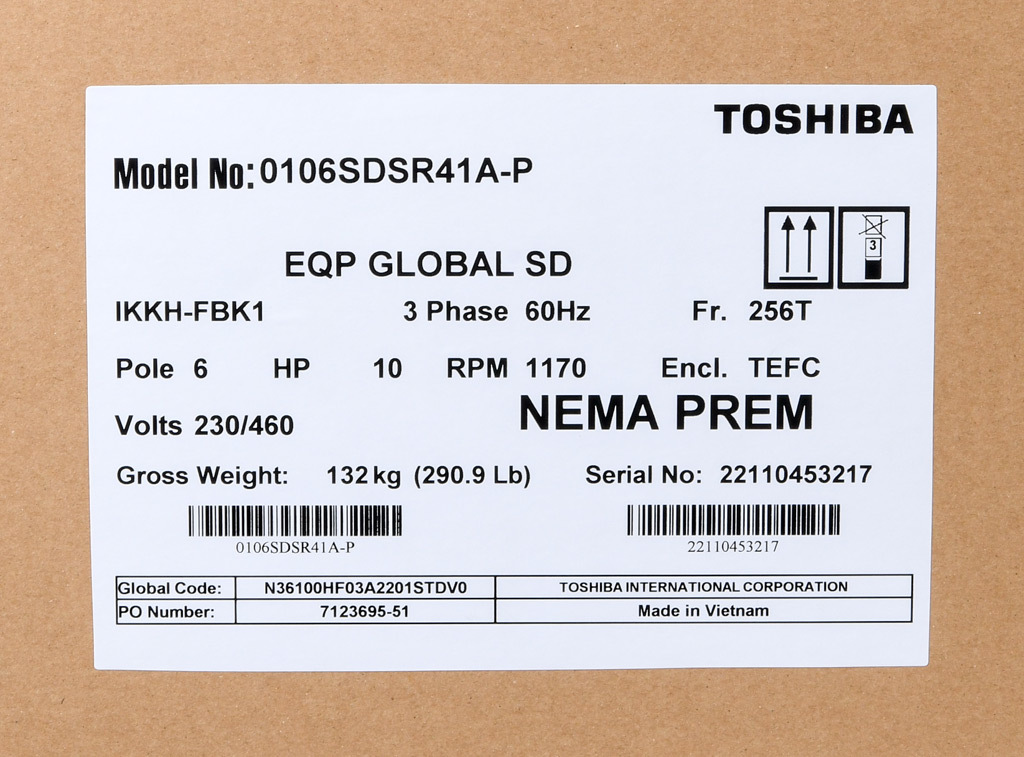 TOSHIBA
Model No: 0106SDSR41A-P
3
EQP GLOBAL SD
IKKH-FBK1 3 Phase 60Hz Fr. 256T
Pole 6 HP 10 RPM 1170 Encl. TEFC
Volts 230/460 NEMA PREM
Gross Weight: 132 kg (290.9 Lb) Serial No: 22110453217
0106SDSR41A-P 22110453217
Global Code: N36100HF03A2201STDV0 TOSHIBA INTERNATIONAL CORPORATION
PO Number: 7123695-51 Made in Vietnam